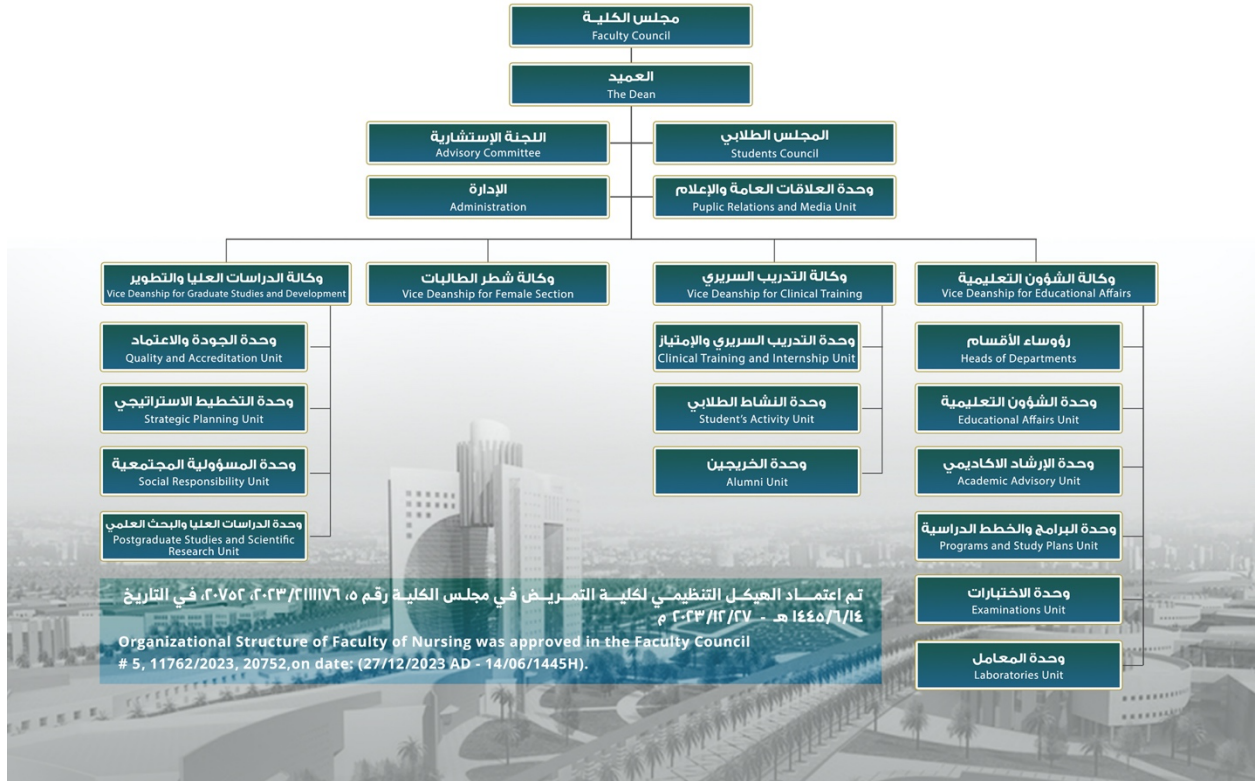 مجلس الكليـة
Faculty Council
العميد
The Dean
اللجنة الإستشارية
Advisory Committee
المجلس الطلابي
Students Council
الإدارة
Administration
وحدة العلاقات العامة والإعلام
Puplic Relations and Media Unit
وكالة الدراسات العليا والتطوير
Vice Deanship for Graduate Studies and Development
وكالة شطر الطالبات
Vice Deanship for Female Section
وكالة التدريب السريري
Vice Deanship for Clinical Training
وكالة الشؤون التعليمية
Vice Deanship for Educational Affairs
وحدة الجودة والاعتماد
Quality and Accreditation Unit
وحدة التخطيط الاستراتيجي
Strategic Planning Unit
وحدة المسؤولية المجتمعية
Social Responsibility Unit
وحدة الدراسات العليا والبحث العلمي
Postgraduate Studies and Scientific
Research Unit
وحدة التدريب السريري والإمتياز
Clinical Training and Internship Unit
وحدة النشاط الطلابي
Student's Activity Unit
وحدة الخريجين
Alumni Unit
رؤوساء الأقسام
Heads of Departments
وحدة الشؤون التعليمية
Educational Affairs Unit
وحدة الإرشاد الاكاديمي
Academic Advisory Unit
وحدة البرامج والخطط الدراسية
Programs and Study Plans Unit
وحدة الاختبارات
Examinations Unit
وحدة المعامل
Laboratories Unit
تـم اعتمـــاد الهيكـل التنظيمـي لكليــة التمـريــض فـي مجلـس الكليـة رقـم ٥، ٢٠٢٣/٢١١١١٧٦، ٢٠٧٥٢، فـي التاريخ
١٤٤٥/٦/١٤ هـ - ٢٠٢٣/١٢/٢٧ م
Organizational Structure of Faculty of Nursing was approved in the Faculty Council
# 5, 11762/2023, 20752,on date: (27/12/2023 AD - 14/06/1445H).